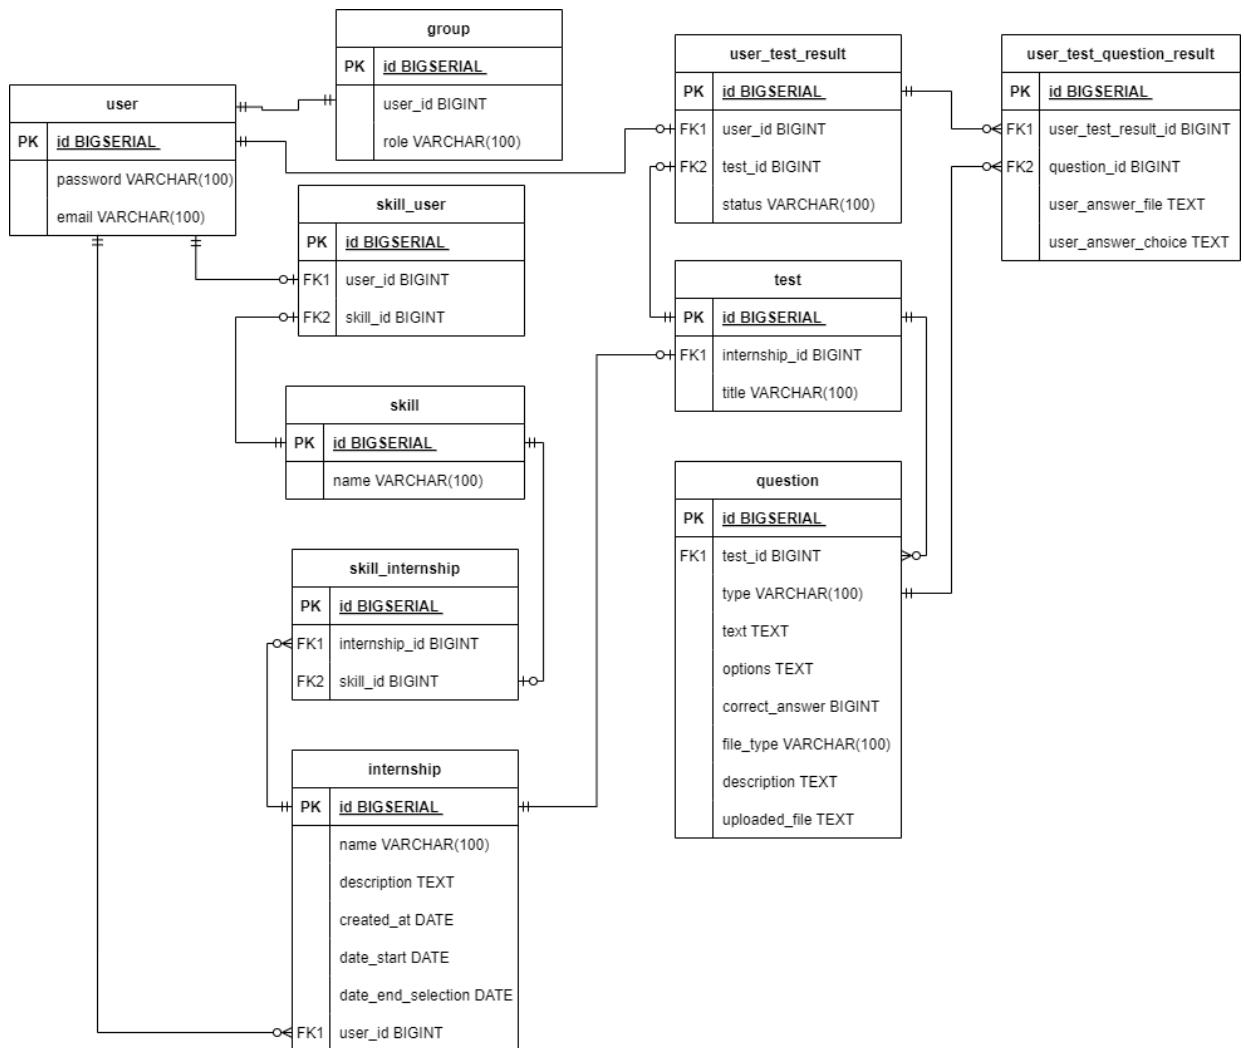 group
PK id BIGSERIAL
user_id BIGINT
role VARCHAR(100)
user
PK id BIGSERIAL
password VARCHAR(100)
email VARCHAR(100)
skill_user
PK id BIGSERIAL
FK1 user_id BIGINT
FK2 skill_id BIGINT
skill
PK id BIGSERIAL
name VARCHAR(100)
skill_internship
PK id BIGSERIAL
FK1 internship_id BIGINT
FK2 skill_id BIGINT
internship
PK id BIGSERIAL
name VARCHAR(100)
description TEXT
created_at DATE
date_start DATE
date_end_selection DATE
FK1 user_id BIGINT
user_test_result
PK id BIGSERIAL
FK1 user_id BIGINT
FK2 test_id BIGINT
status VARCHAR(100)
test
PK id BIGSERIAL
FK1 internship_id BIGINT
title VARCHAR(100)
question
PK id BIGSERIAL
FK1 test_id BIGINT
type VARCHAR(100)
text TEXT
options TEXT
correct_answer BIGINT
file_type VARCHAR(100)
description TEXT
uploaded_file TEXT
user_test_question_result
PK id BIGSERIAL
FK1 user_test_result_id BIGINT
FK2 question_id BIGINT
user_answer_file TEXT
user_answer_choice TEXT